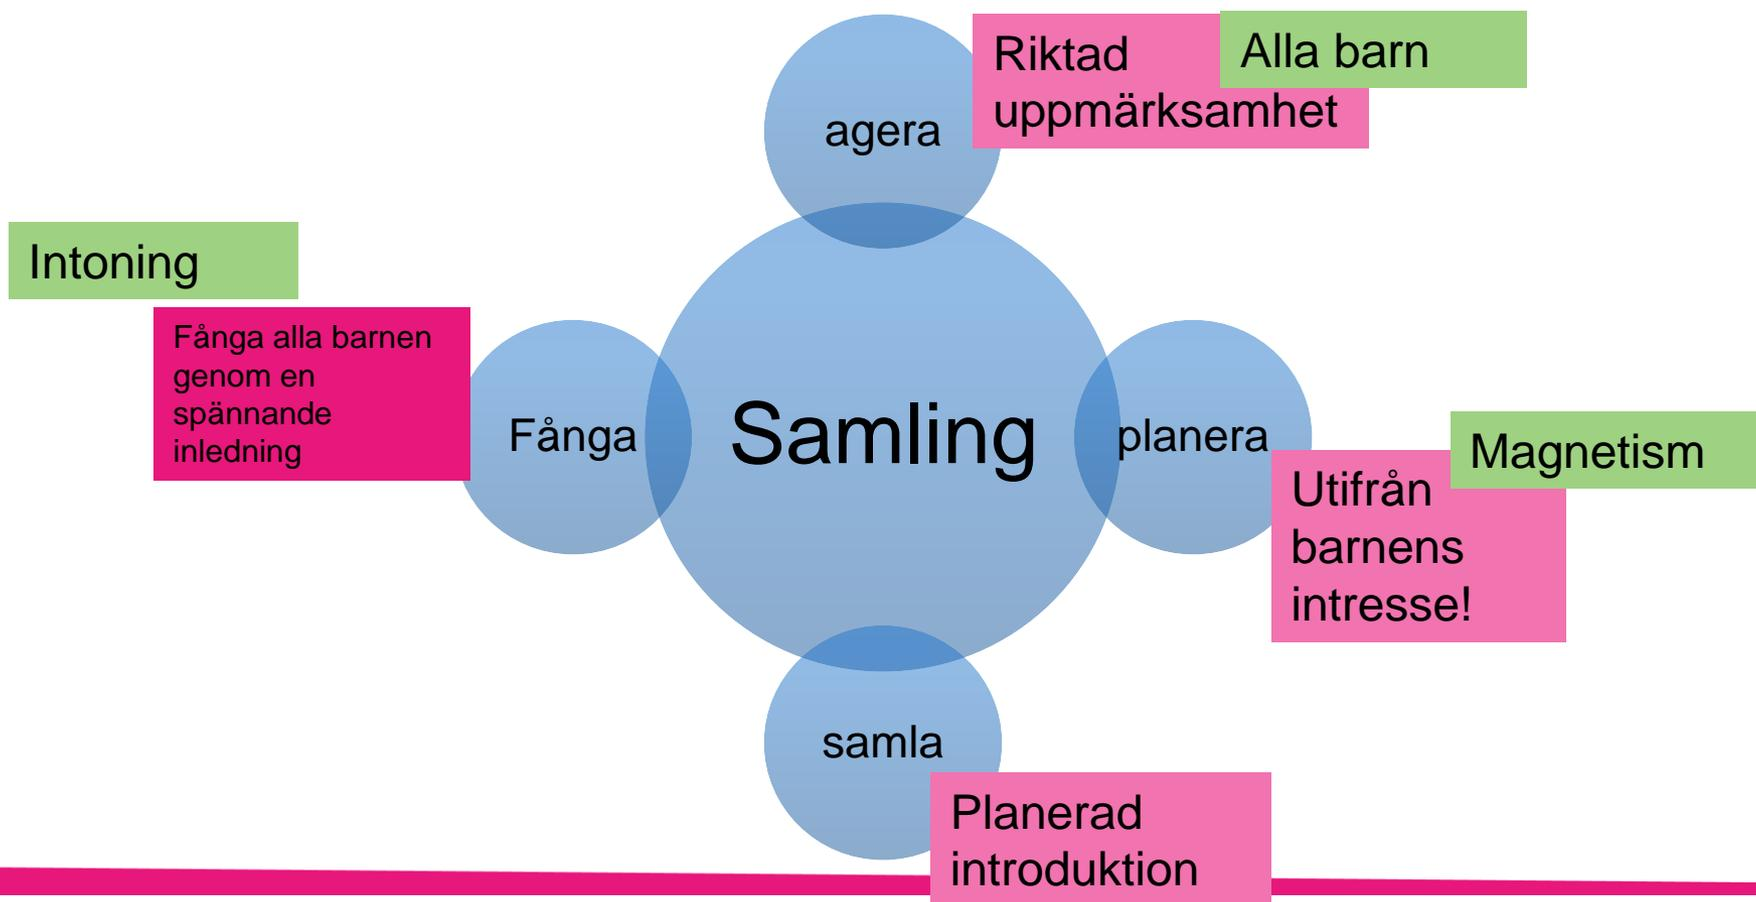 Riktad
uppmärksamhet
Alla barn
agera
Intoning
Fånga alla barnen
genom en
spännande
inledning
Fånga
Samling
planera
Magnetism
Utifrån
barnens
intresse!
samla
Planerad
introduktion